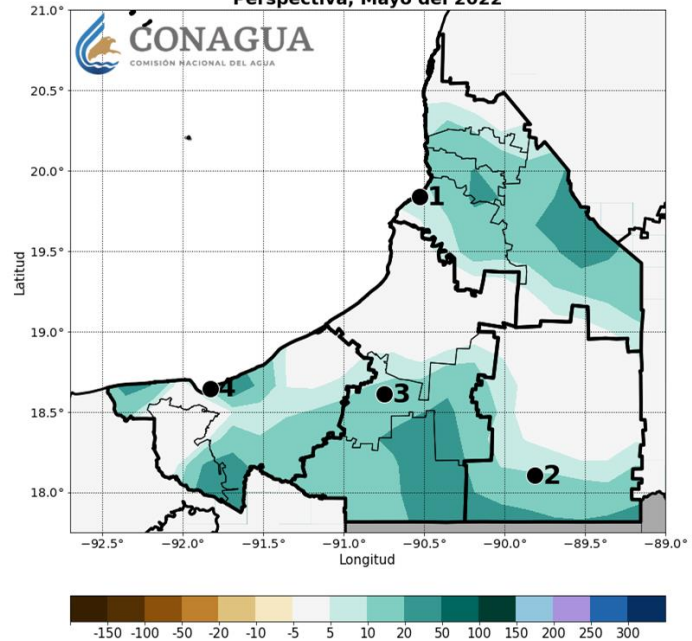 Perspectiva, Mayo del 2022
CONAGUA
COMISIÓN NACIONAL DEL AGUA
21.0°
20.5°
20.0°
19.5°
19.0°
18.5°
18.0°
Latitud
1
2
3
4
−92.5° −92.0° −91.5° −91.0° −90.5° −90.0° −89.5° −89.0°
Longitud
-150 -100 -50 -20 -10 -5 5 10 20 50 100 150 200 250 300